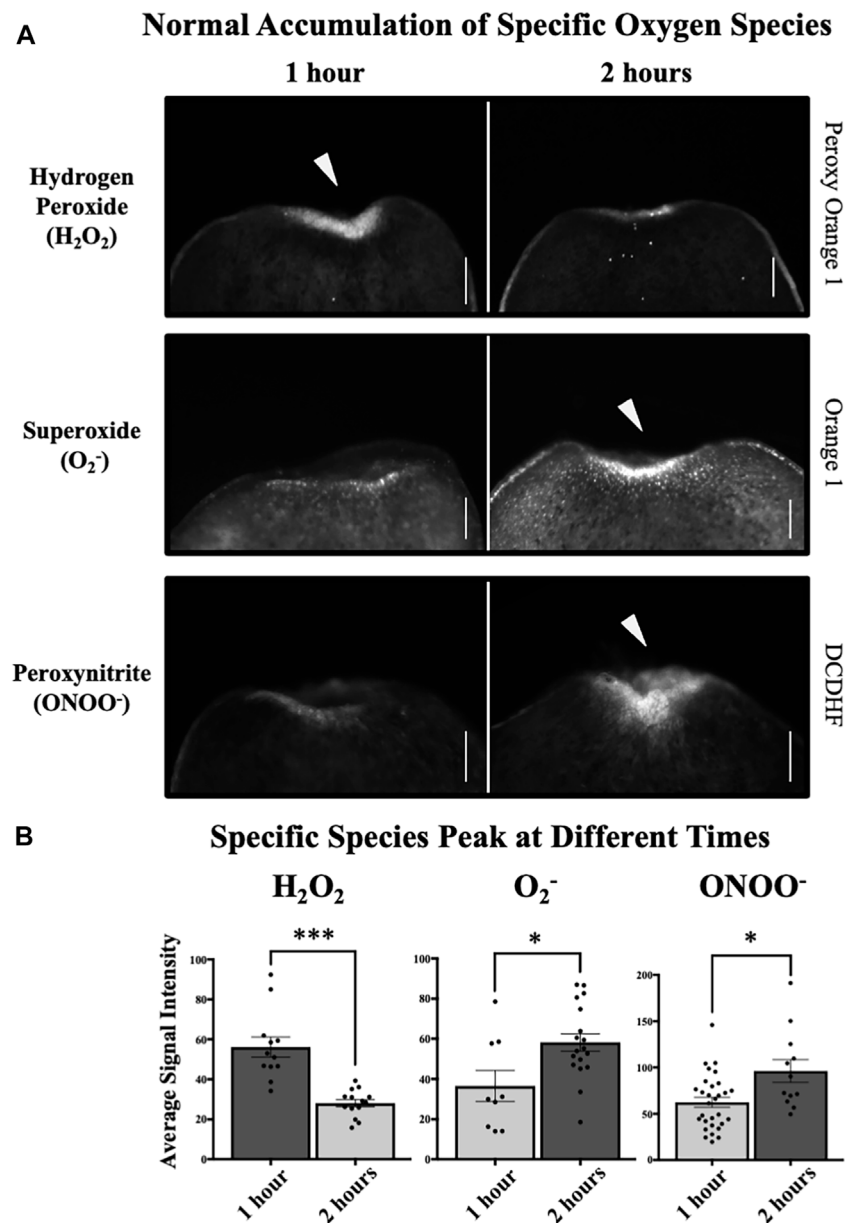 A
Normal Accumulation of Specific Oxygen Species
1 hour 2 hours
Hydrogen
Peroxide
(H₂O₂)
Peroxy Orange 1
Superoxide
(O₂⁻)
Orange 1
Peroxynitrite
(ONOO⁻)
DCDHF
B
Specific Species Peak at Different Times
H₂O₂ O₂⁻ ONOO⁻
Average Signal Intensity
***
100
80
60
40
20
0
1 hour 2 hours
*
100
80
60
40
20
0
1 hour 2 hours
*
200
150
100
50
0
1 hour 2 hours